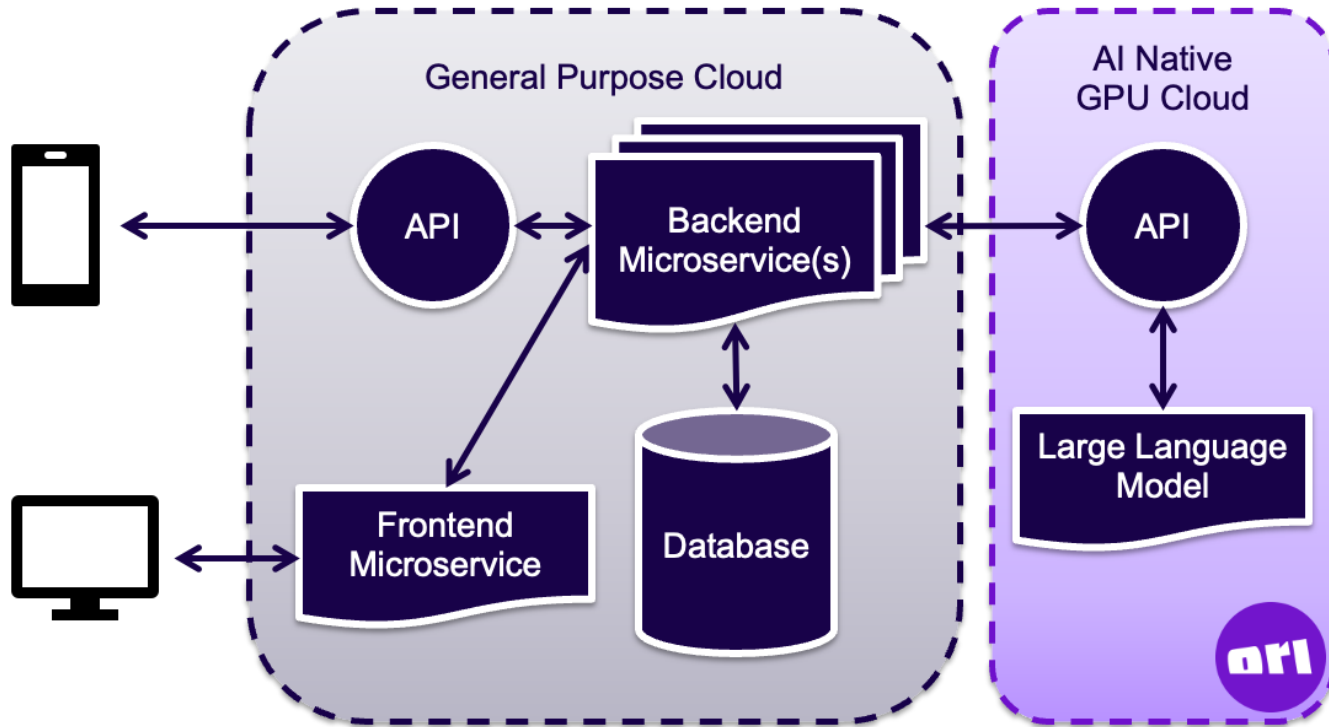 General Purpose Cloud
AI Native
GPU Cloud
API
Backend
Microservice(s)
API
Large Language
Model
Frontend
Microservice
Database
ori